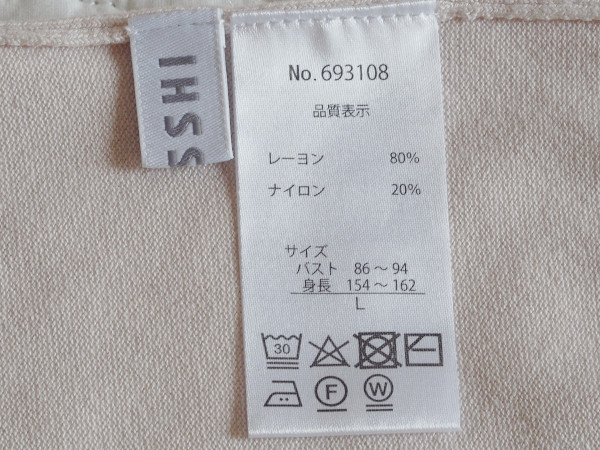 SSHI
No.693108
品質表示
レーヨン 80%
ナイロン 20%
サイズ
バスト 86～94
身長 154～162
L
30
F W